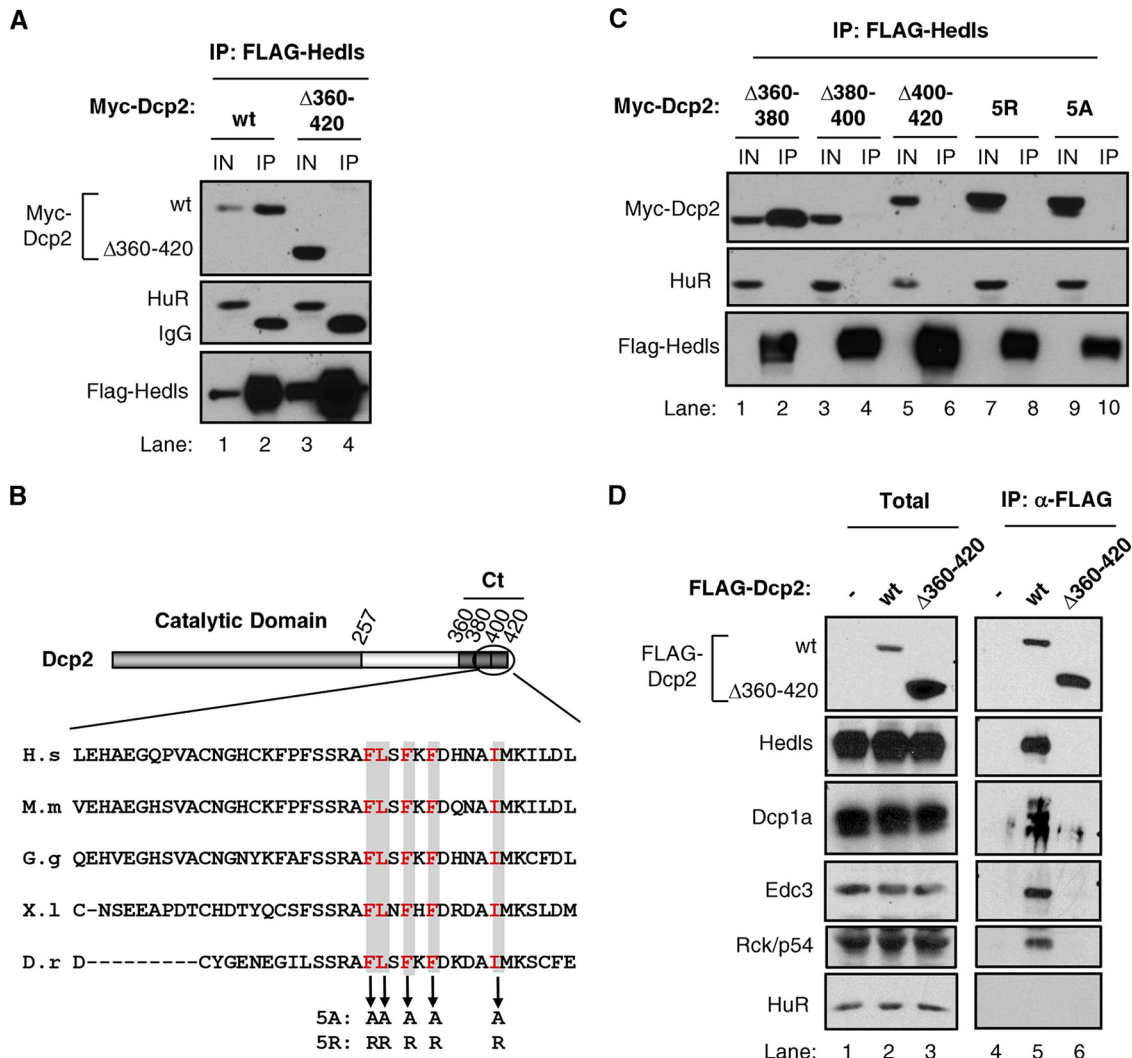 A
IP: FLAG-Hedls
Myc-Dcp2:
wt
Δ360-
420
IN IP IN IP
Myc-
Dcp2
wt
Δ360-420
HuR
IgG
Flag-Hedls
Lane: 1 2 3 4
C
IP: FLAG-Hedls
Myc-Dcp2:
Δ360-
380
Δ380-
400
Δ400-
420
5R
5A
IN IP IN IP IN IP IN IP IN IP
Myc-Dcp2
HuR
Flag-Hedls
Lane: 1 2 3 4 5 6 7 8 9 10
B
Ct
Catalytic Domain
257
360
380
400
420
Dcp2
H.s LEHAEGQPVACNGHCKFPFSSRAFLSFKFDHNAIMKILDL
M.m VEHAEGHSVACNGHCKFPFSSRAFLSFKFDQNAIMKILDL
G.g QEHVEGHSVACNGNYKFAFSSRAFLSFKFDHNAIMKCFDL
X.l C-NSEEAPDTCHDTYQCSFSSRAFLNFHFDRDAIMKSLDM
D.r D----------CYGENEGILSSRAFLSFKFDKDAIMKSCFE
5A: AA A A A
5R: RR R R R
D
Total
IP: α-FLAG
FLAG-Dcp2:
- wt Δ360-420
- wt Δ360-420
FLAG-
Dcp2
wt
Δ360-420
Hedls
Dcp1a
Edc3
Rck/p54
HuR
Lane: 1 2 3 4 5 6